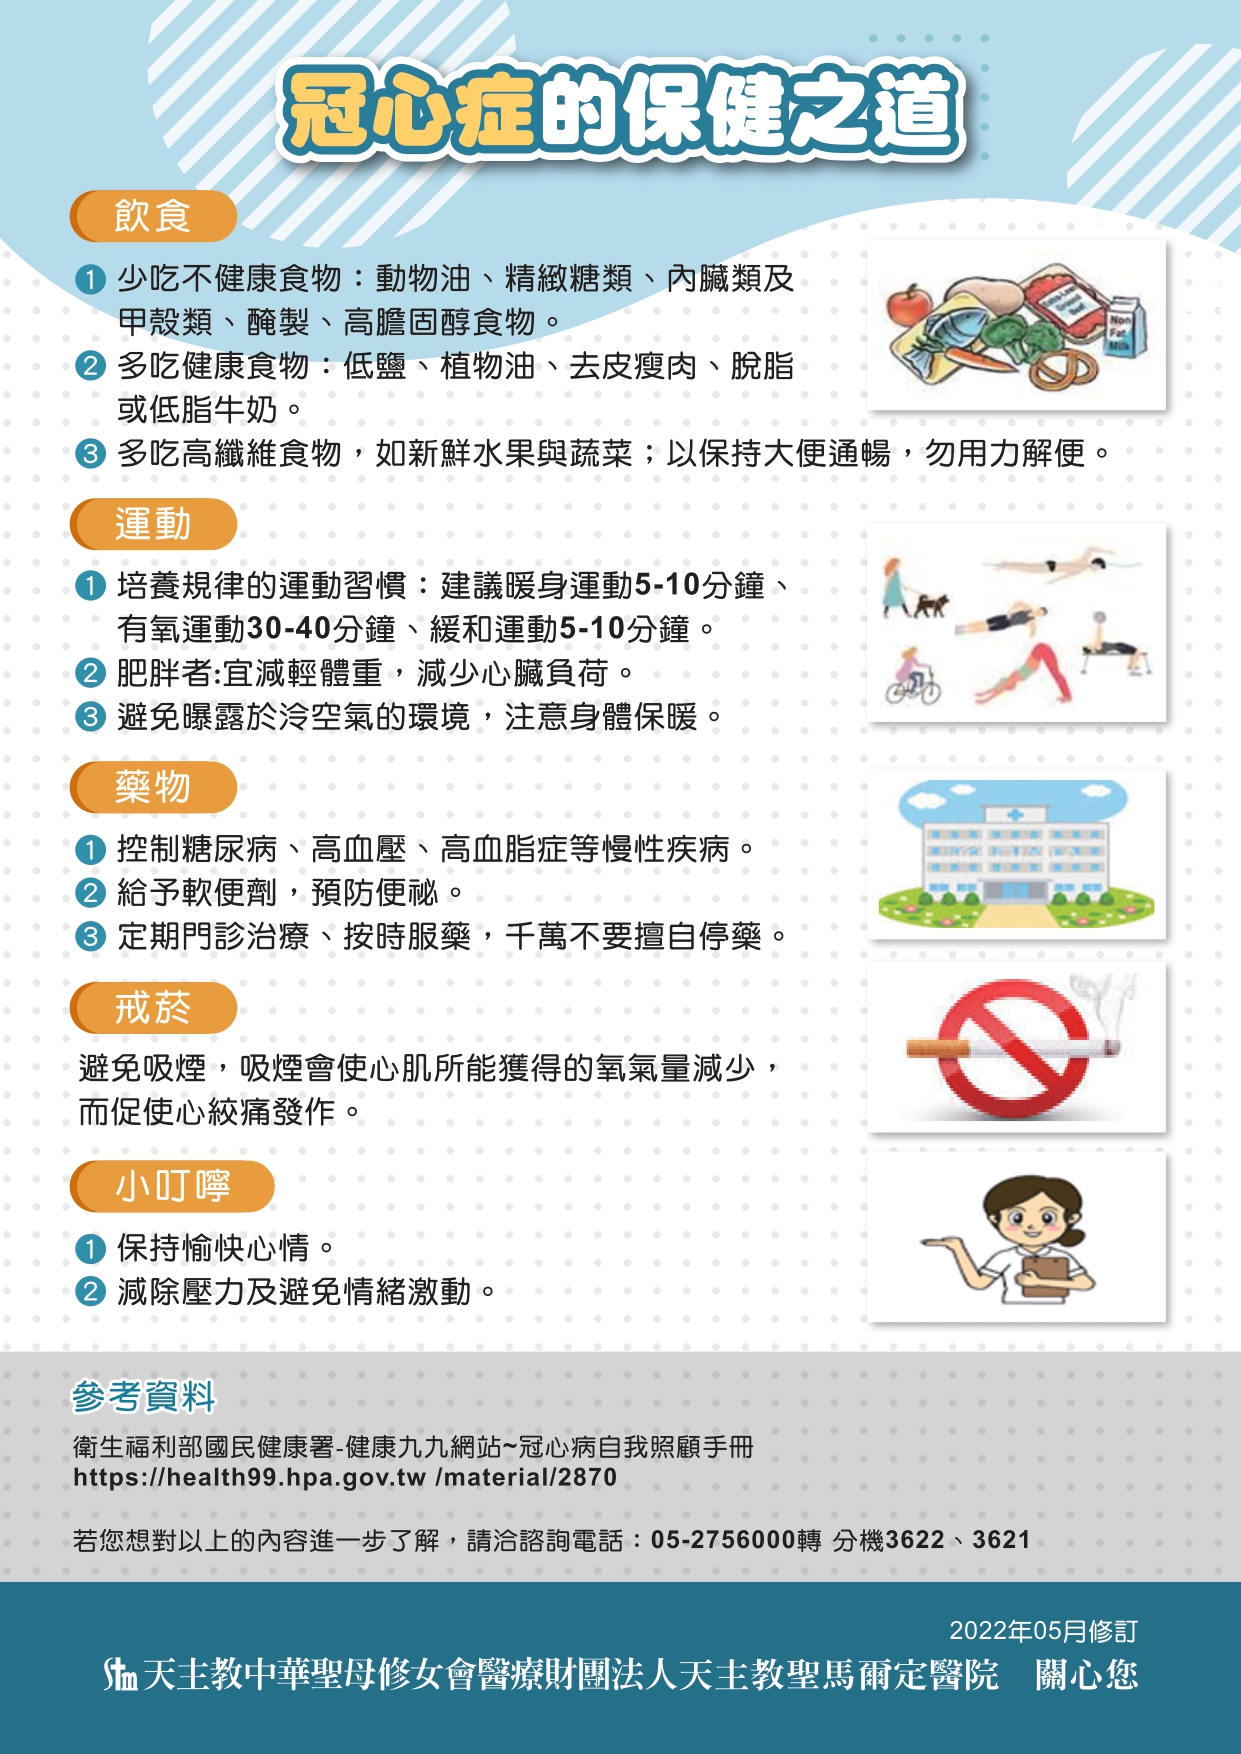 冠心症的保健之道
飲食
1 少吃不健康食物：動物油、精緻糖類、內臟類及
甲殼類、醃製、高膽固醇食物。
2 多吃健康食物：低鹽、植物油、去皮瘦肉、脫脂
或低脂牛奶。
3 多吃高纖維食物，如新鮮水果與蔬菜；以保持大便通暢，勿用力解便。
Non
Fat
Milk
運動
1 培養規律的運動習慣：建議暖身運動5-10分鐘、
有氧運動30-40分鐘、緩和運動5-10分鐘。
2 肥胖者:宜減輕體重，減少心臟負荷。
3 避免曝露於泠空氣的環境，注意身體保暖。
藥物
1 控制糖尿病、高血壓、高血脂症等慢性疾病。
2 給予軟便劑，預防便祕。
3 定期門診治療、按時服藥，千萬不要擅自停藥。
戒菸
避免吸煙，吸煙會使心肌所能獲得的氧氣量減少，
而促使心絞痛發作。
小叮嚀
1 保持愉快心情。
2 減除壓力及避免情緒激動。
參考資料
衛生福利部國民健康署-健康九九網站~冠心病自我照顧手冊
https://health99.hpa.gov.tw /material/2870
若您想對以上的內容進一步了解，請洽諮詢電話：05-2756000轉 分機3622、3621
2022年05月修訂
Stm 天主教中華聖母修女會醫療財團法人天主教聖馬爾定醫院 關心您